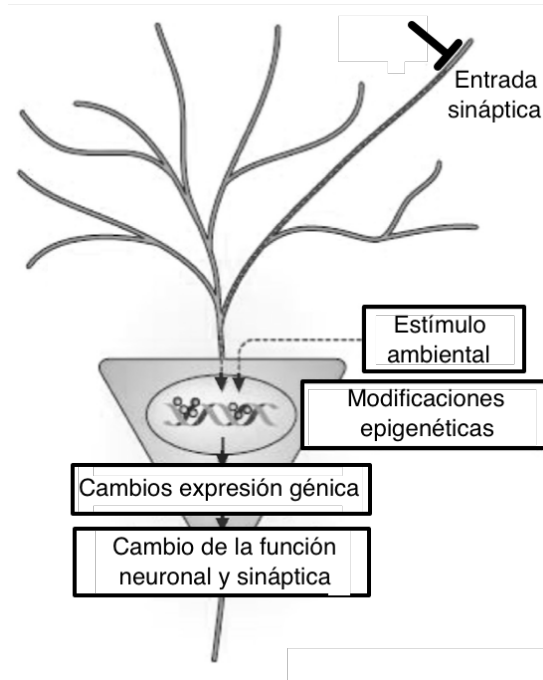 Entrada
sináptica
Estímulo
ambiental
Modificaciones
epigenéticas
Cambios expresión génica
Cambio de la función
neuronal y sináptica